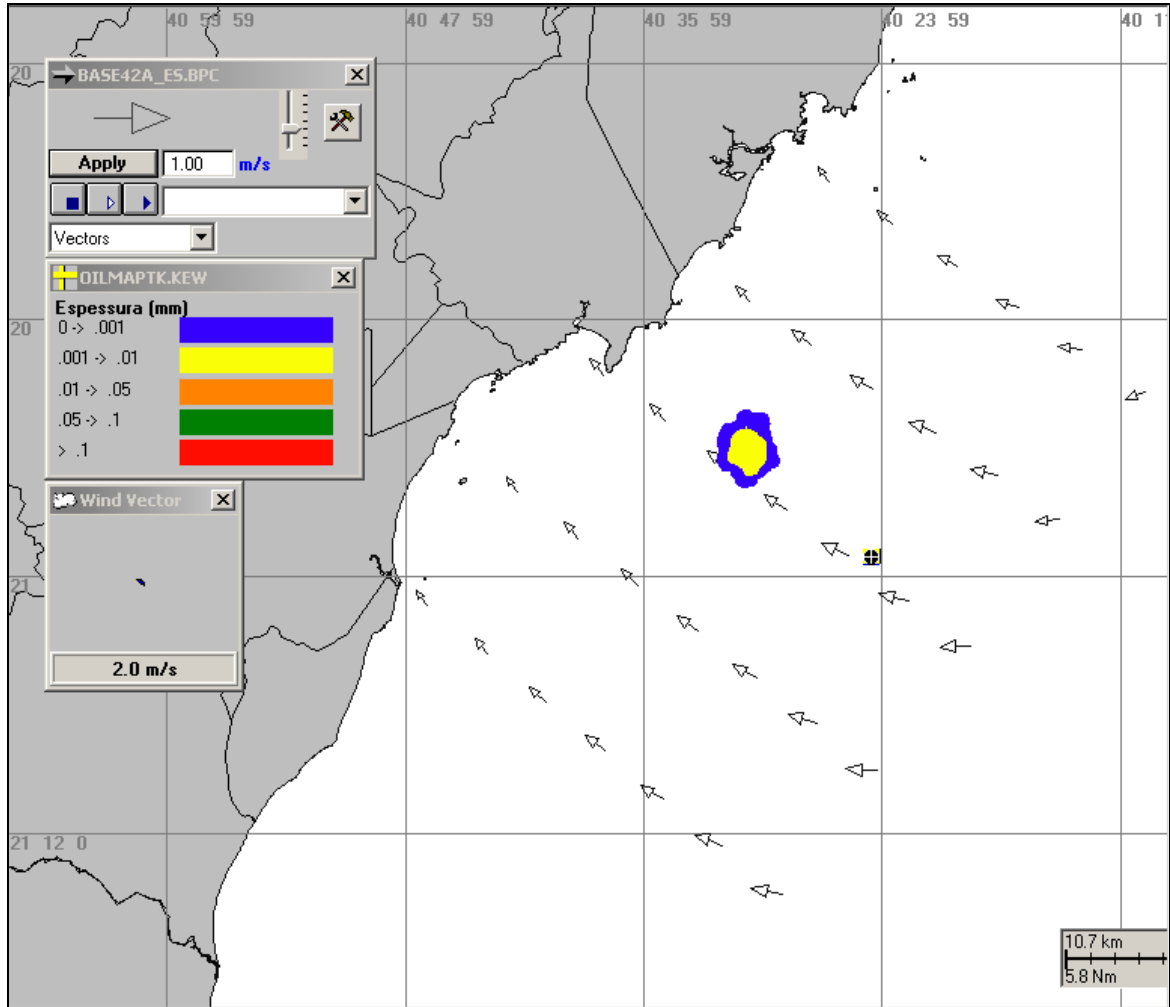 40 59 59
40 47 59
40 35 59
40 23 59
40 1
20
BASE42A_ES.BPC
Apply
1.00
m/s
Vectors
OILMAPTK.KEW
Espessura (mm)
0 -> .001
.001 -> .01
.01 -> .05
.05 -> .1
> .1
20
Wind Vector
2.0 m/s
21
21 12 0
10.7 km
5.8 Nm